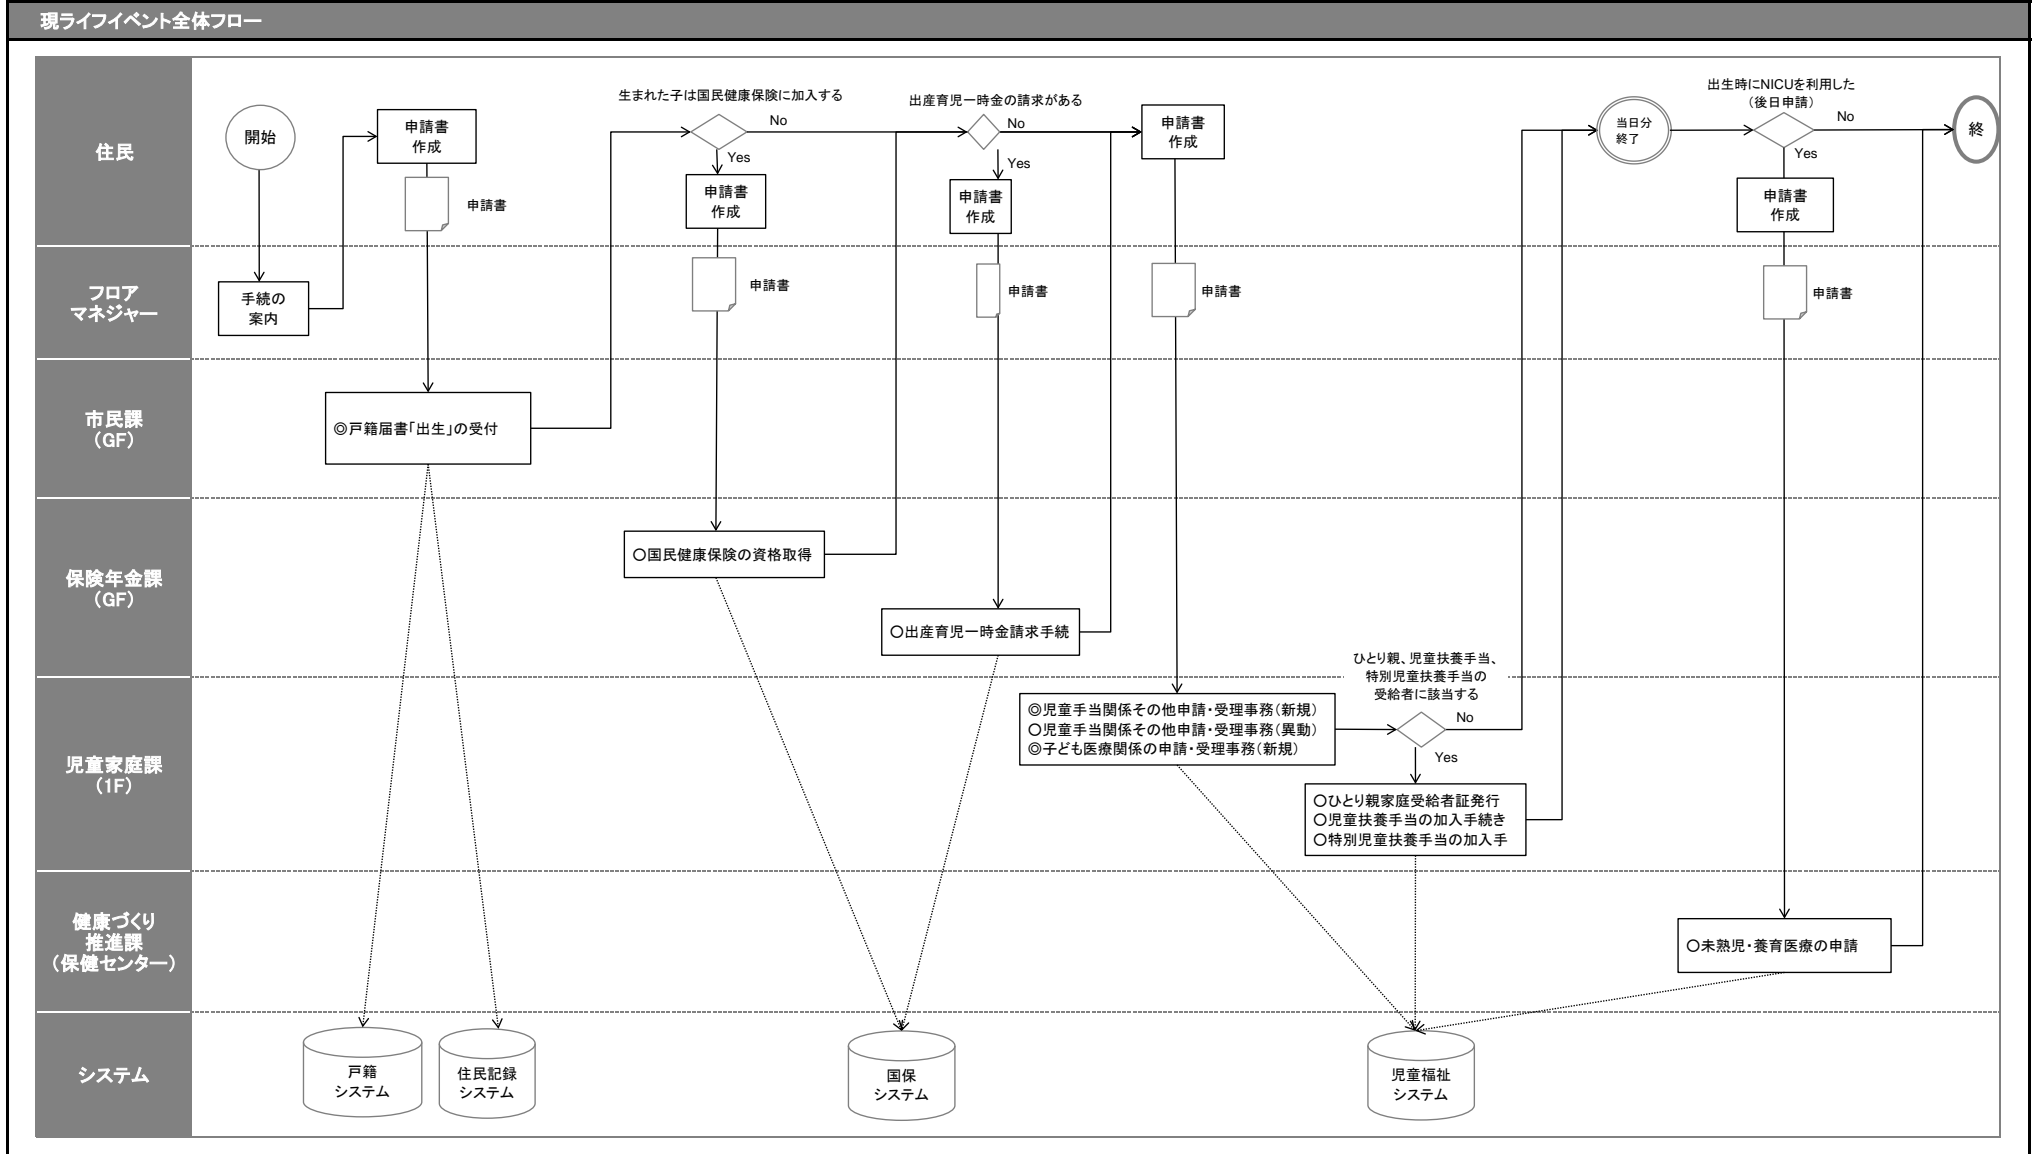 現ライフイベント全体フロー
住民
開始
申請書
作成
申請書
生まれた子は国民健康保険に加入する
No
Yes
申請書
作成
出産育児一時金の請求がある
No
Yes
申請書
作成
申請書
作成
当日分
終了
出生時にNICUを利用した
（後日申請）
No
Yes
申請書
作成
終
フロア
マネジャー
手続の
案内
申請書
申請書
申請書
申請書
市民課
（GF）
◎戸籍届書「出生」の受付
保険年金課
（GF）
○国民健康保険の資格取得
○出産育児一時金請求手続
児童家庭課
（1F）
◎児童手当関係その他申請・受理事務（新規）
○児童手当関係その他申請・受理事務（異動）
◎子ども医療関係の申請・受理事務（新規）
ひとり親、児童扶養手当、
特別児童扶養手当の
受給者に該当する
No
Yes
○ひとり親家庭受給者証発行
○児童扶養手当の加入手続き
○特別児童扶養手当の加入手
健康づくり
推進課
（保健センター）
○未熟児・養育医療の申請
システム
戸籍
システム
住民記録
システム
国保
システム
児童福祉
システム